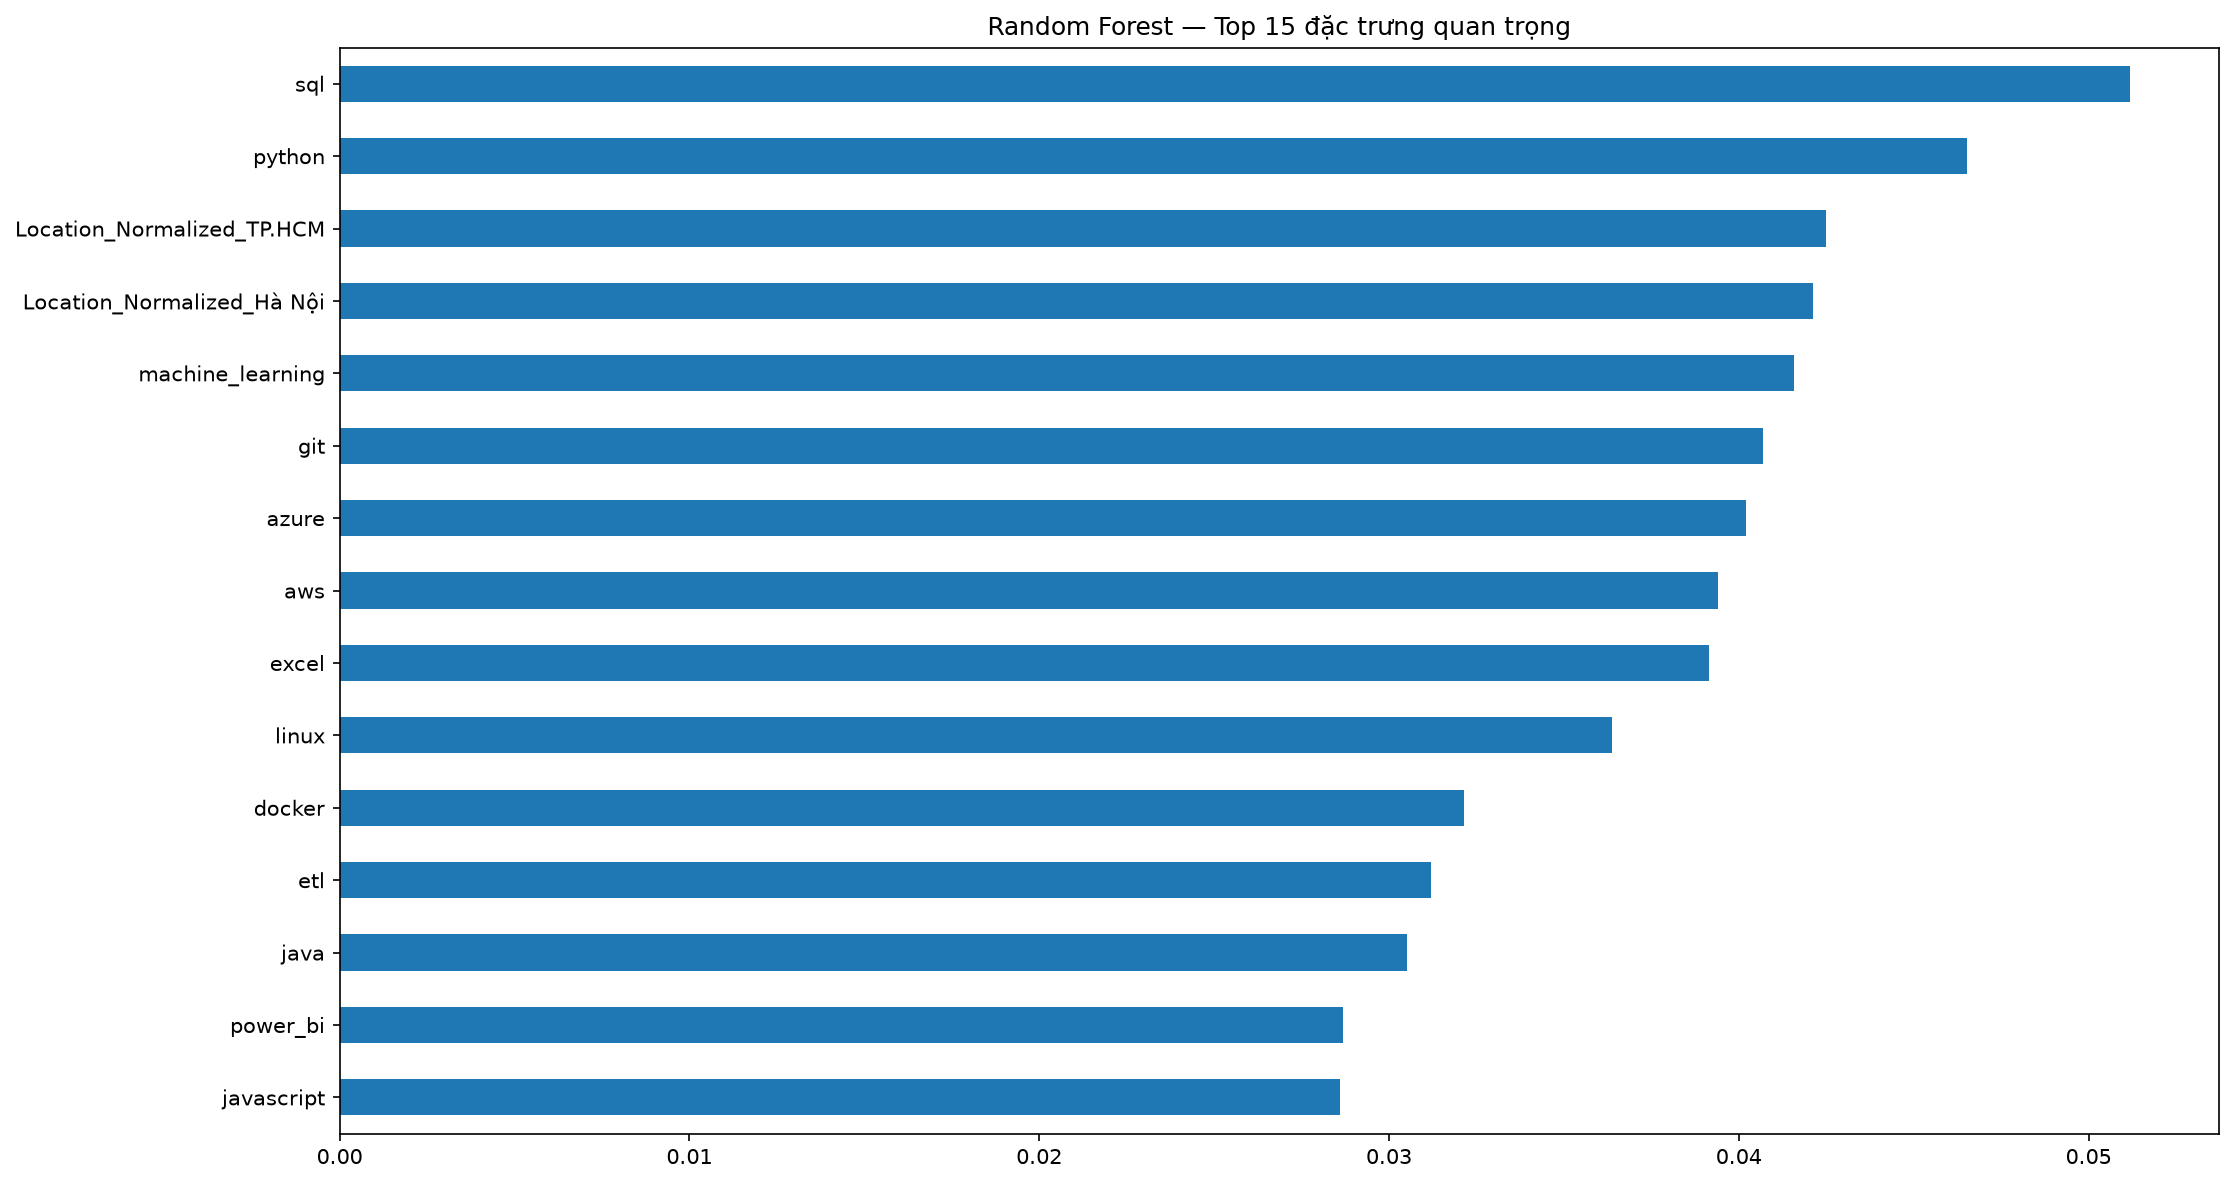 Random Forest — Top 15 đặc trưng quan trọng
sql
python
Location_Normalized_TP.HCM
Location_Normalized_Hà Nội
machine_learning
git
azure
aws
excel
linux
docker
etl
java
power_bi
javascript
0.00 0.01 0.02 0.03 0.04 0.05